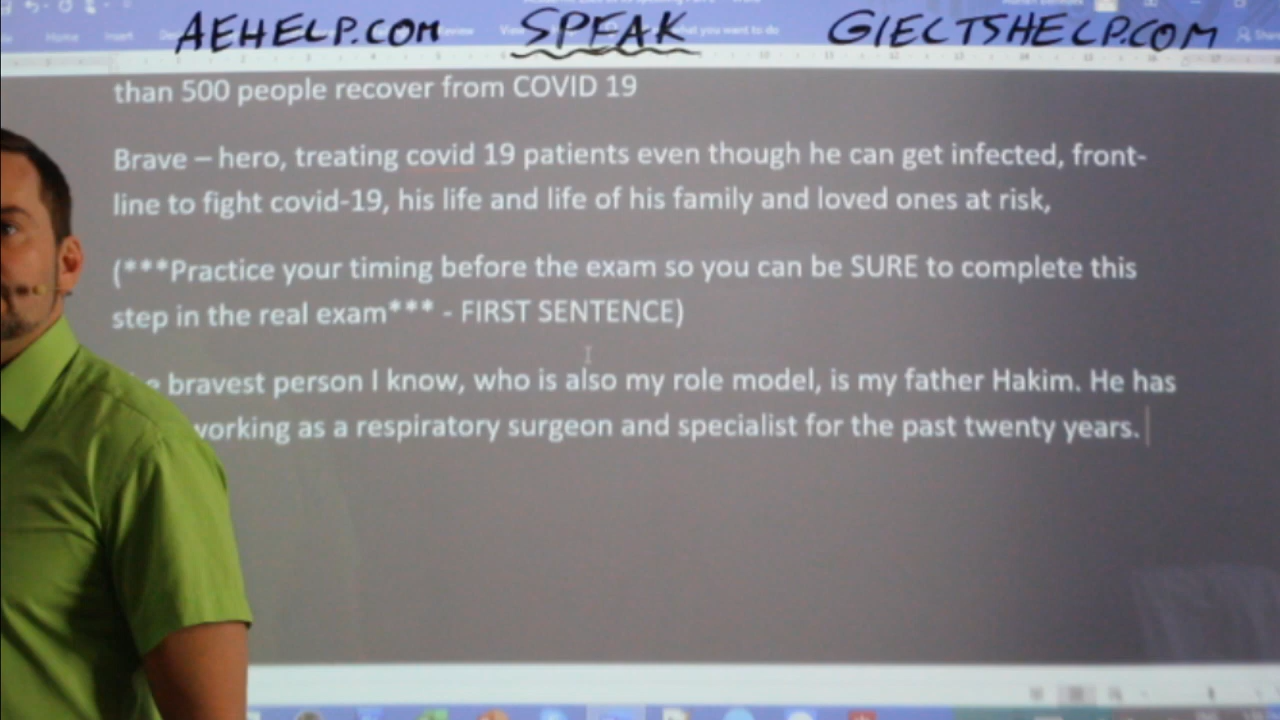 AEHELP.COM SPEAK GIELTSHELP.COM
Home Insert
than 500 people recover from COVID 19
Brave – hero, treating covid 19 patients even though he can get infected, front-
line to fight covid-19, his life and life of his family and loved ones at risk,
(***Practice your timing before the exam so you can be SURE to complete this
step in the real exam*** - FIRST SENTENCE)
bravest person I know, who is also my role model, is my father Hakim. He has
working as a respiratory surgeon and specialist for the past twenty years.